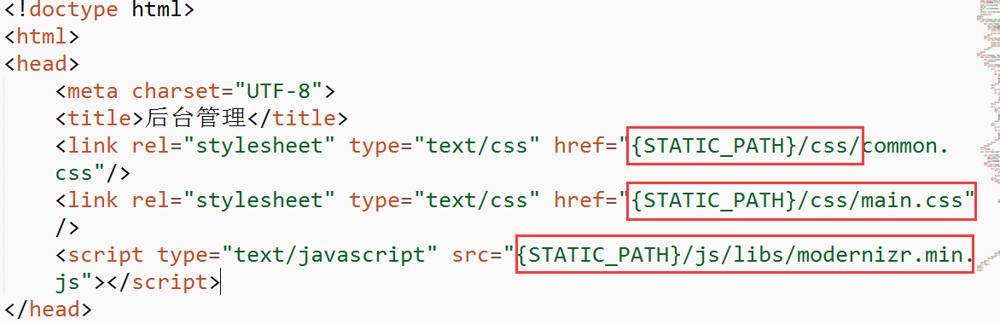 <!doctype html>
<html>
<head>
<meta charset="UTF-8">
<title>后台管理</title>
<link rel="stylesheet" type="text/css" href="{STATIC_PATH}/css/common.
css"/>
<link rel="stylesheet" type="text/css" href="{STATIC_PATH}/css/main.css"
/>
<script type="text/javascript" src="{STATIC_PATH}/js/libs/modernizr.min.
js"></script>
</head>